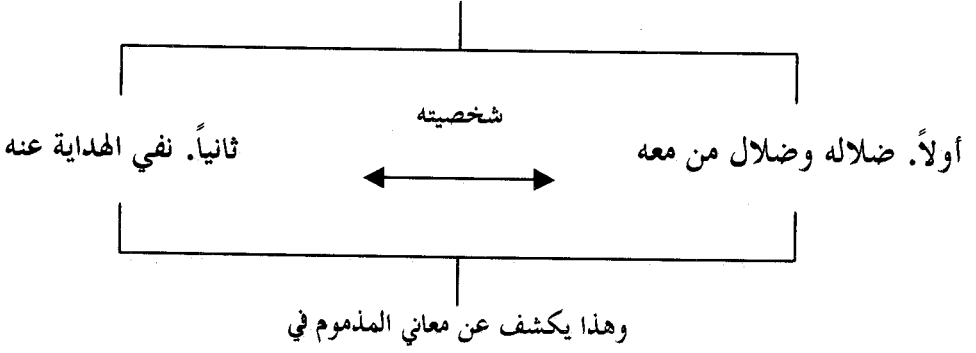 شخصيته
أولاً. ضلاله وضلال من معه
ثانياً. نفي الهداية عنه
وهذا يكشف عن معاني المذموم في